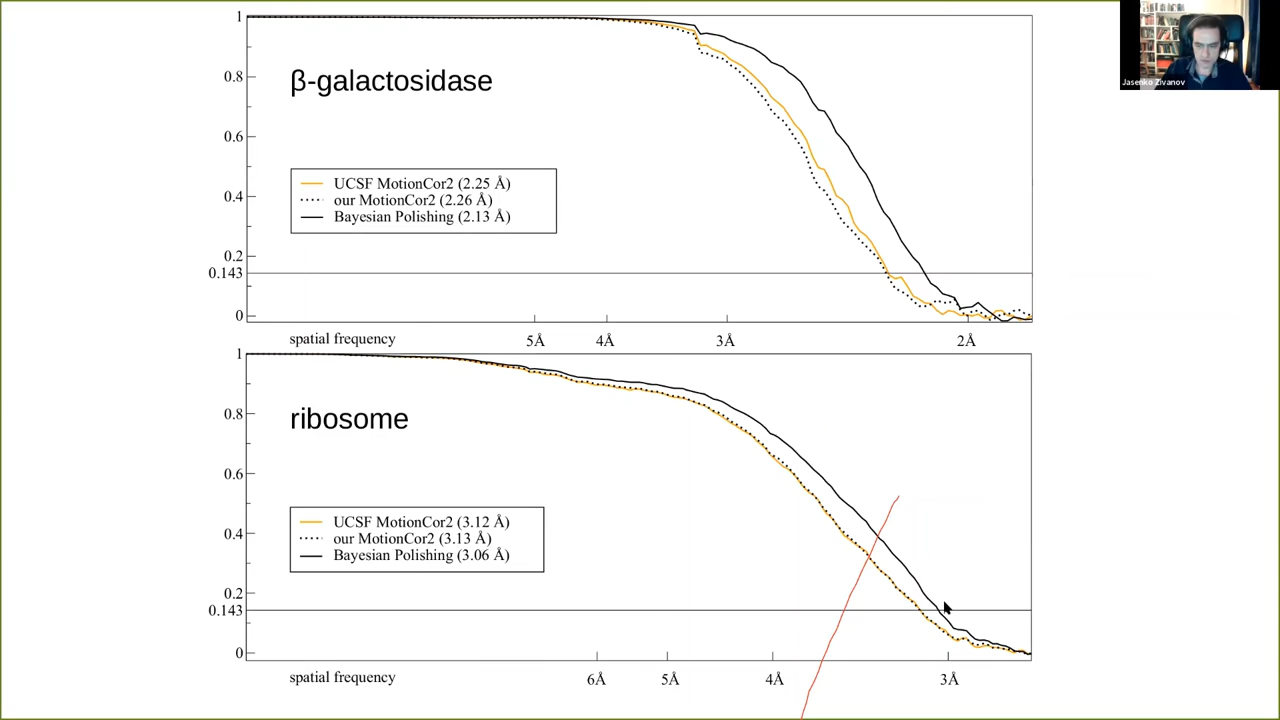 1
β-galactosidase
0.8
0.6
UCSF MotionCor2 (2.25 Å)
our MotionCor2 (2.26 Å)
Bayesian Polishing (2.13 Å)
0.4
0.2
0.143
0
spatial frequency 5Å 4Å 3Å 2Å
1
ribosome
0.8
0.6
UCSF MotionCor2 (3.12 Å)
our MotionCor2 (3.13 Å)
Bayesian Polishing (3.06 Å)
0.4
0.2
0.143
0
spatial frequency 6Å 5Å 4Å 3Å
Jasenko Zivanov